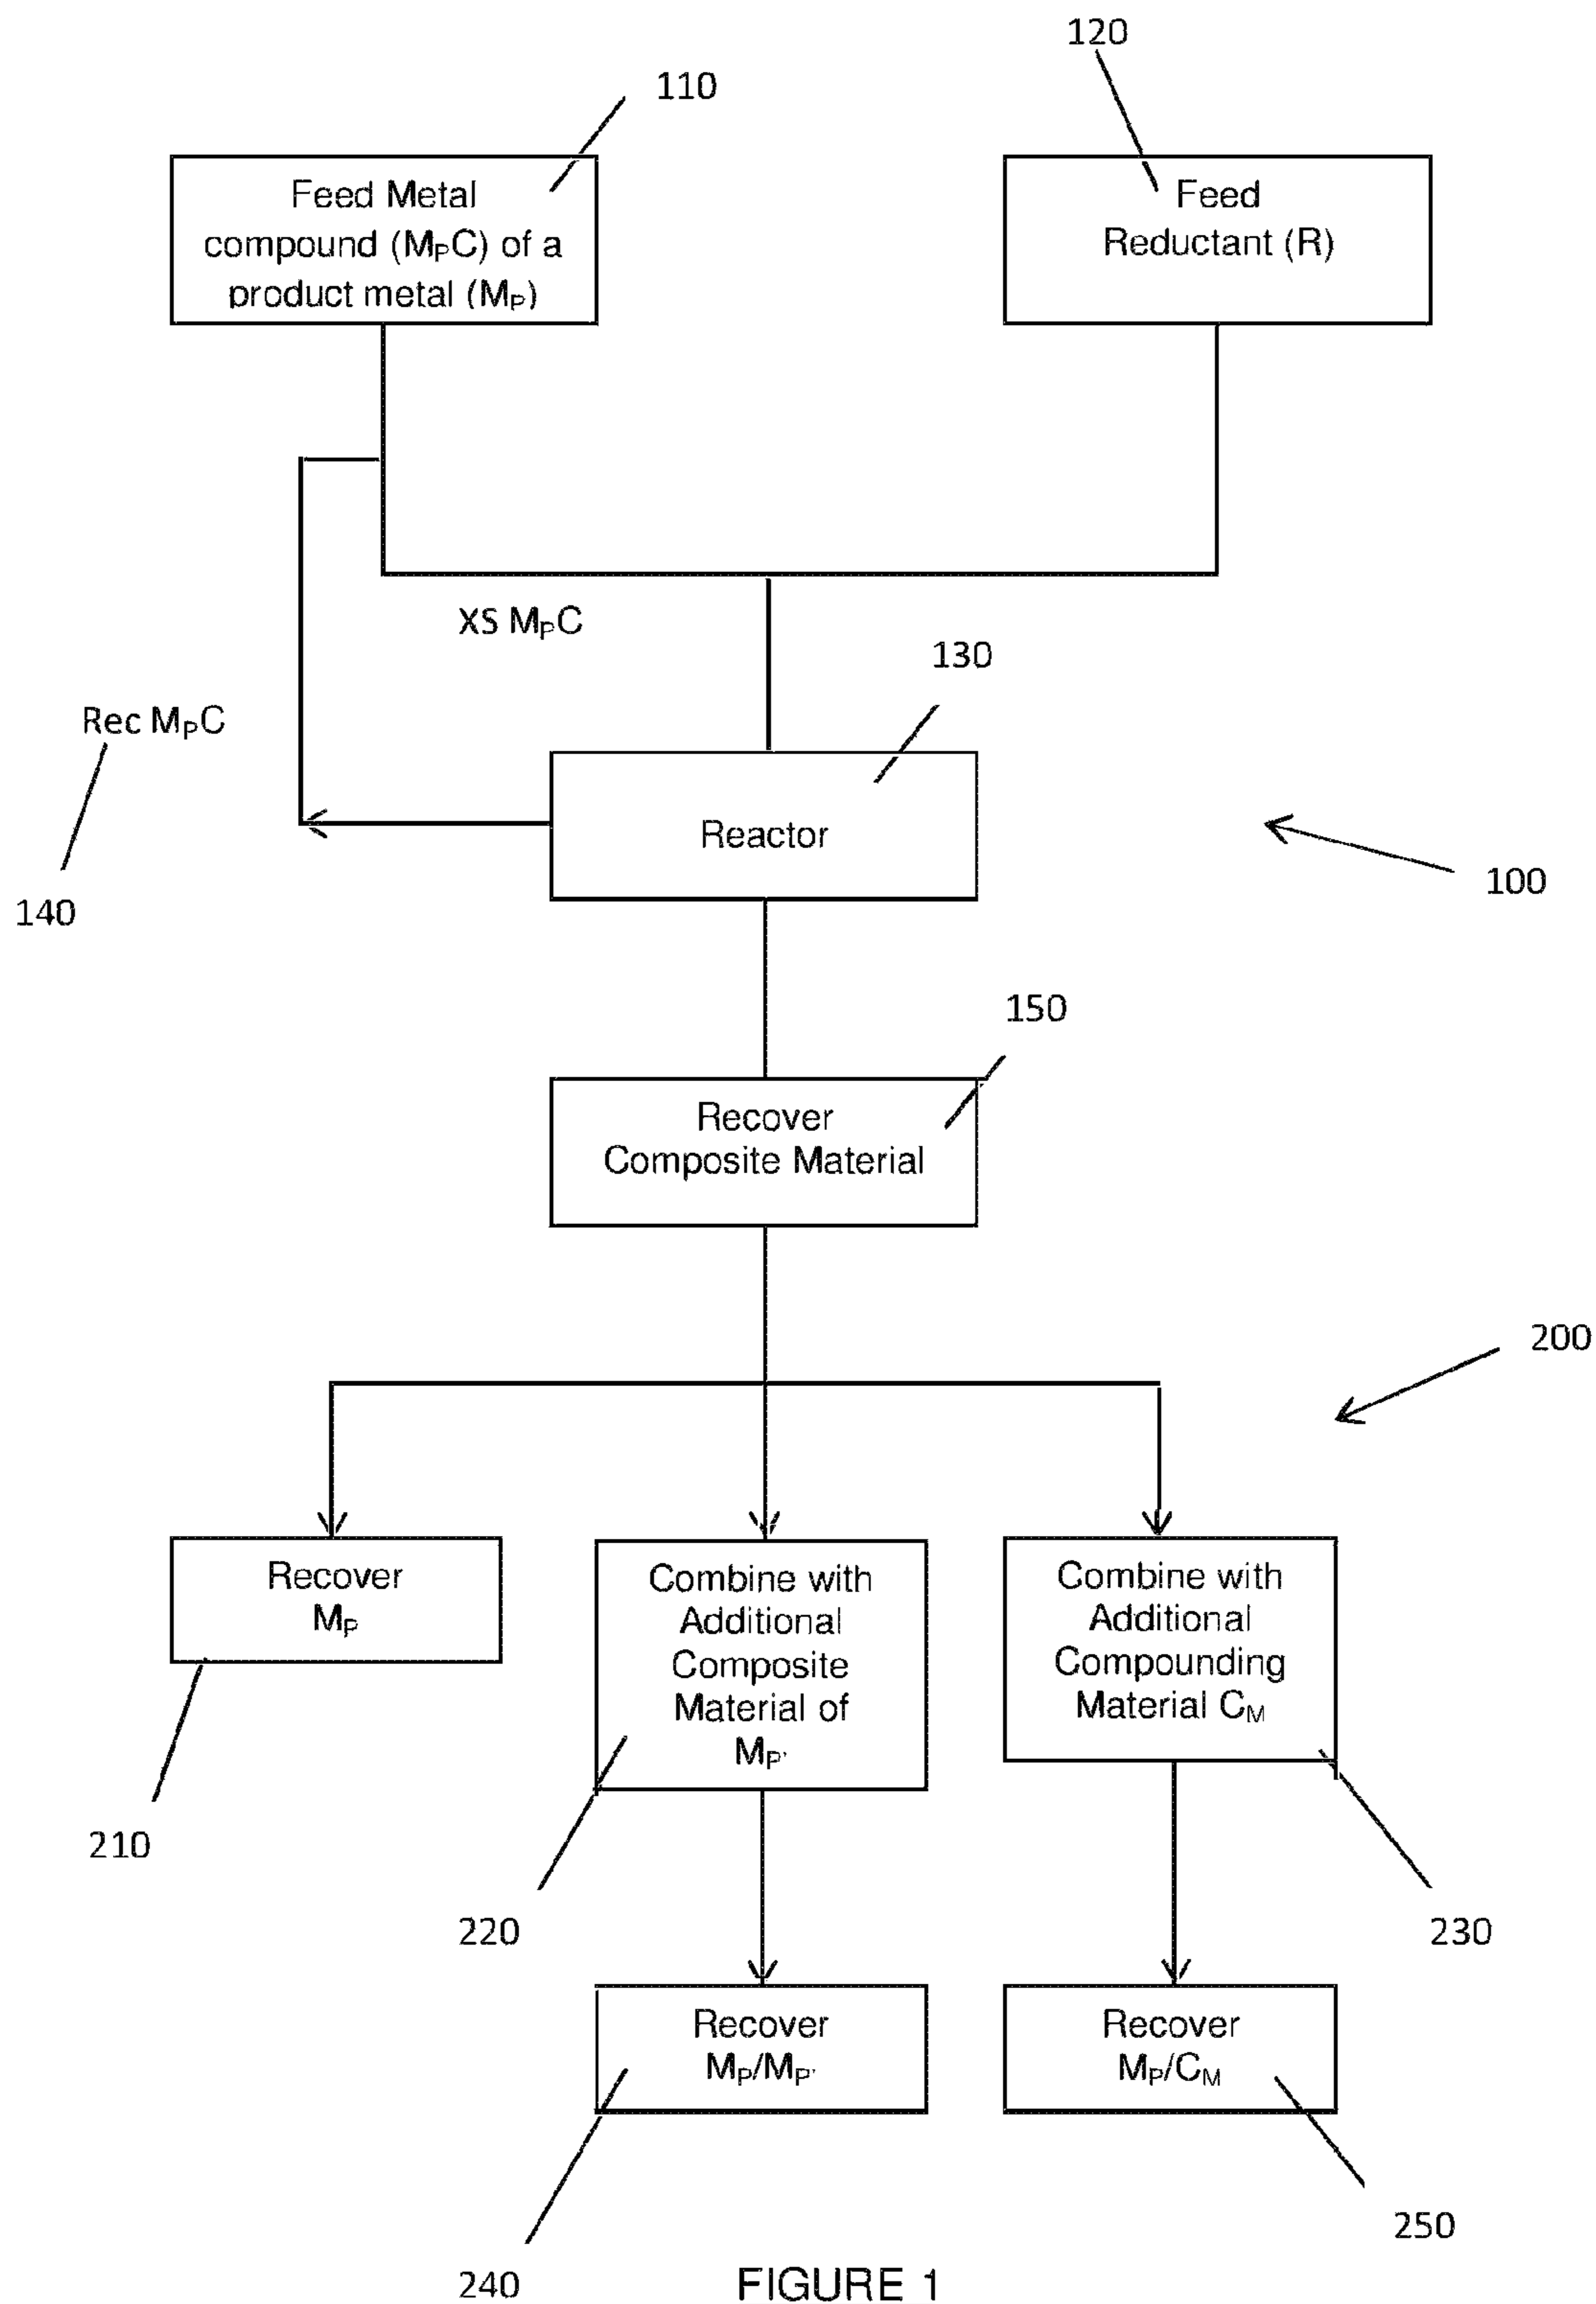 120
110
Feed Metal
compound (MPC) of a
product metal (MP)
Feed
Reductant (R)
XS MPC
130
Rec MPC
Reactor
100
140
150
Recover
Composite Material
200
Recover
MP
Combine with
Additional
Composite
Material of
MP'
Combine with
Additional
Compounding
Material CM
210
220
230
Recover
MP/MP'
Recover
MP/CM
250
240
FIGURE 1